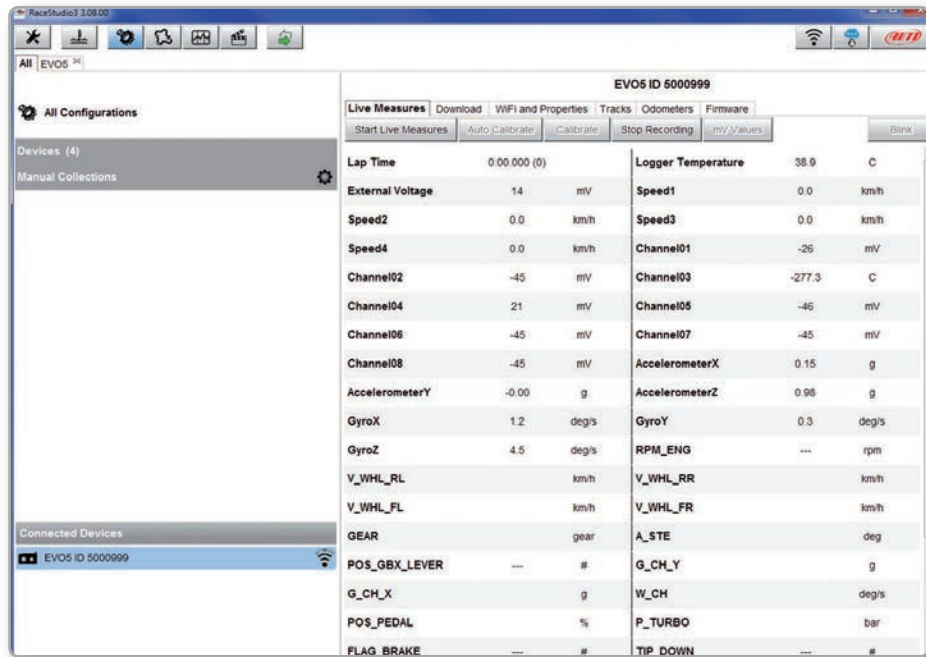 RaceStudio3 3.08.00
AiM
All EVO5
EVO5 ID 5000999
All Configurations
Live Measures Download WiFi and Properties Tracks Odometers Firmware
Start Live Measures Auto Calibrate Calibrate Stop Recording mV Values Blink
Devices (4)
Manual Collections
Lap Time 0:00.000 (0) Logger Temperature 38.9 C
External Voltage 14 mV Speed1 0.0 km/h
Speed2 0.0 km/h Speed3 0.0 km/h
Speed4 0.0 km/h Channel01 -26 mV
Channel02 -45 mV Channel03 -277.3 C
Channel04 21 mV Channel05 -46 mV
Channel06 -45 mV Channel07 -45 mV
Channel08 -45 mV AccelerometerX 0.15 g
AccelerometerY -0.00 g AccelerometerZ 0.98 g
GyroX 1.2 deg/s GyroY 0.3 deg/s
GyroZ 4.5 deg/s RPM_ENG --- rpm
V_WHL_RL km/h V_WHL_RR km/h
V_WHL_FL km/h V_WHL_FR km/h
Connected Devices
GEAR gear A_STE deg
EVO5 ID 5000999
POS_GBX_LEVER --- # G_CH_Y g
G_CH_X g W_CH deg/s
POS_PEDAL % P_TURBO bar
FLAG_BRAKE --- # TIP_DOWN --- #